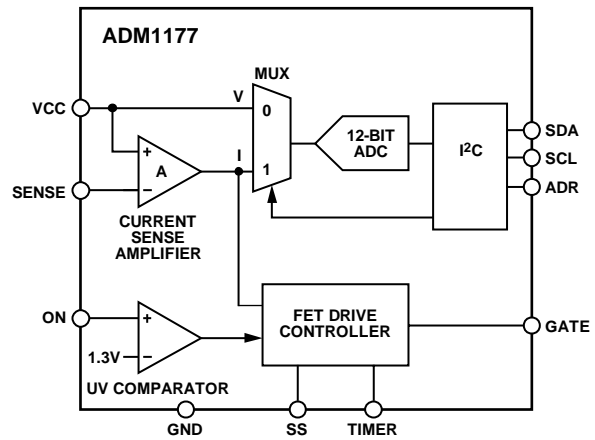 ADM1177
MUX
VCC
V
0
12-BIT
ADC
I²C
SDA
SCL
ADR
+
A
−
I
1
SENSE
CURRENT
SENSE
AMPLIFIER
ON
+
1.3V
−
UV COMPARATOR
FET DRIVE
CONTROLLER
GATE
GND
SS
TIMER